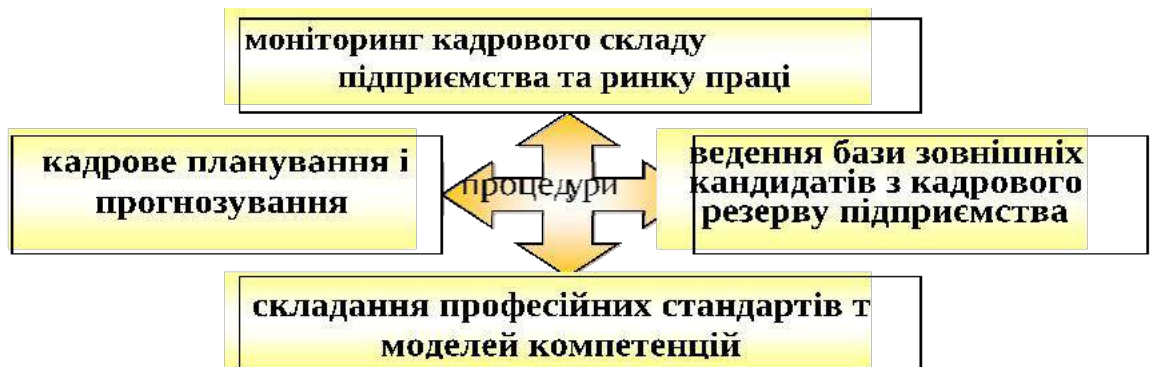 моніторинг кадрового складу
підприємства та ринку праці
кадрове планування і
прогнозування
процедури
ведення бази зовнішніх
кандидатів з кадрового
резерву підприємства
складання професійних стандартів т
моделей компетенцій